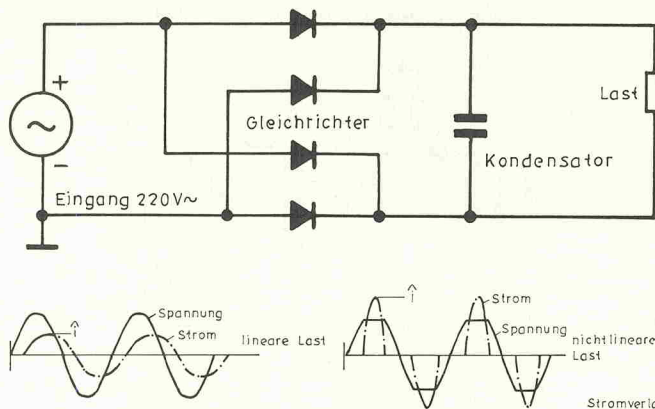 +
Gleichrichter
Last
Kondensator
−
Eingang 220V~
Spannung
î
Strom
lineare Last
î
Strom
Spannung
nichtlineare
Last